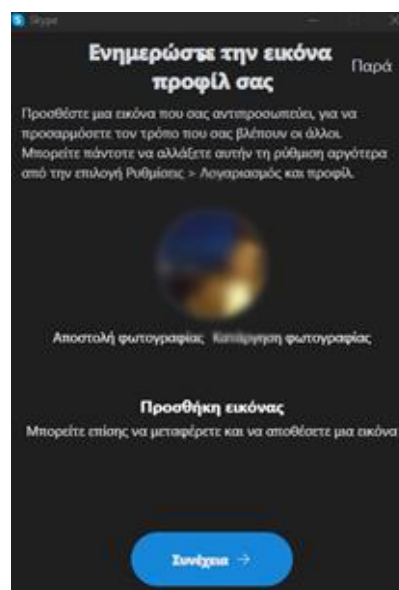 Skype
Ενημερώστε την εικόνα
προφίλ σας
Παρά
Προσθέστε μια εικόνα που σας αντιπροσωπεύει, για να
προσαρμόσετε τον τρόπο που σας βλέπουν οι άλλοι.
Μπορείτε πάντοτε να αλλάξετε αυτήν τη ρύθμιση αργότερα
από την επιλογή Ρυθμίσεις > Λογαριασμός και προφίλ.
Αποστολή φωτογραφίας Κατάργηση φωτογραφίας
Προσθήκη εικόνας
Μπορείτε επίσης να μεταφέρετε και να αποθέσετε μια εικόνα
Συνέχεια →